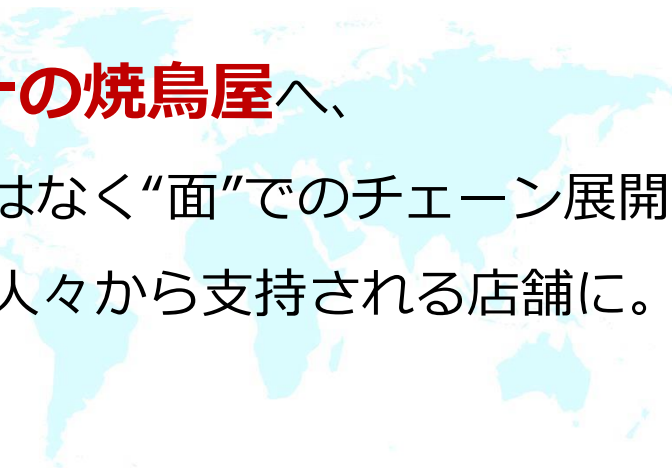 の焼鳥屋へ、
はなく“面”でのチェーン展開
人々から支持される店舗に。